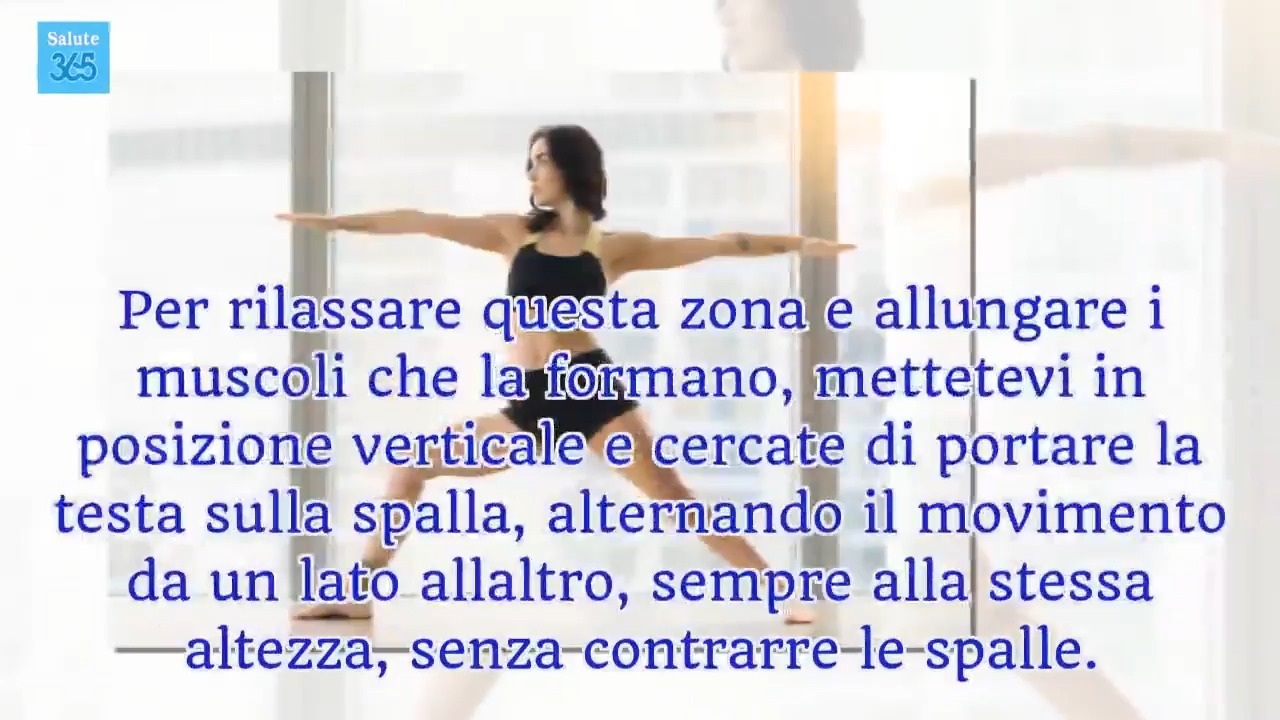 Salute
365
Per rilassare questa zona e allungare i
muscoli che la formano, mettetevi in
posizione verticale e cercate di portare la
testa sulla spalla, alternando il movimento
da un lato allaltro, sempre alla stessa
altezza, senza contrarre le spalle.